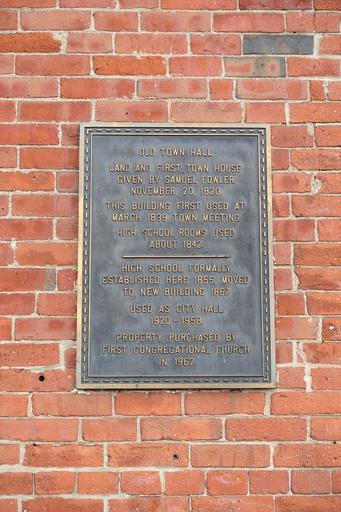 OLD TOWN HALL
LAND AND FIRST TOWN HOUSE
GIVEN BY SAMUEL FOWLER
NOVEMBER 20, 1820
THIS BUILDING FIRST USED AT
MARCH 1839 TOWN MEETING
HIGH SCHOOL ROOMS USED
ABOUT 1842
HIGH SCHOOL FORMALLY
ESTABLISHED HERE 1855, MOVED
TO NEW BUILDING 1867
USED AS CITY HALL
1920-1958
PROPERTY PURCHASED BY
FIRST CONGREGATIONAL CHURCH
IN 1962